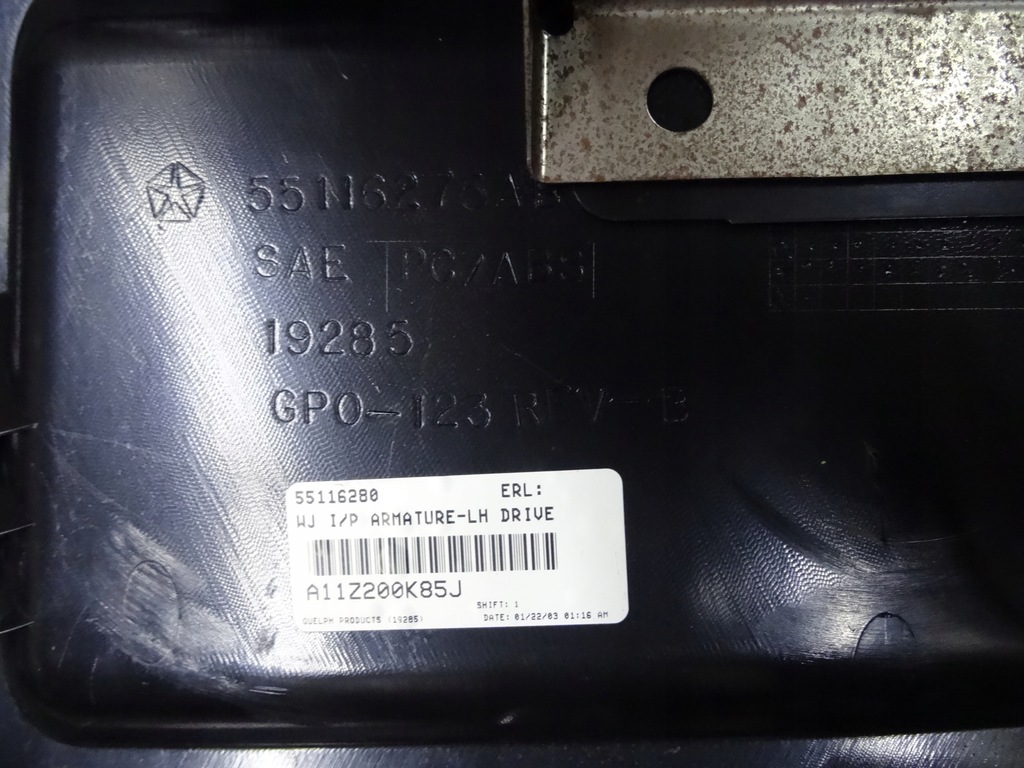 55116275AB
SAE PC/ABS
19285
GPO-123 REV-B
55116280 ERL:
WJ I/P ARMATURE-LH DRIVE
A11Z200K85J
SHIFT: 1
GUELPH PRODUCTS (19285) DATE: 01/22/03 01:16 AM